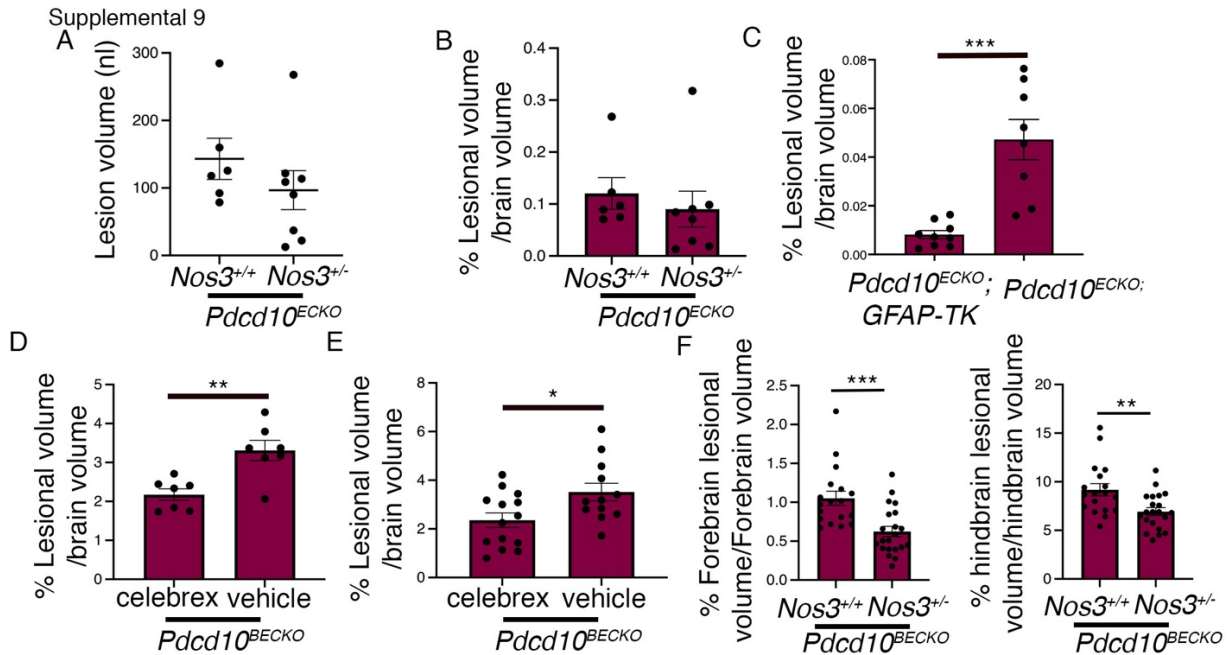 Supplemental 9
A
Lesion volume (nl)
300
200
100
0
Nos3+/+ Nos3+/-
Pdcd10ECKO
B
% Lesional volume
/brain volume
0.4
0.3
0.2
0.1
0.0
Nos3+/+ Nos3+/-
Pdcd10ECKO
C
% Lesional volume
/brain volume
0.08
0.06
0.04
0.02
0.00
***
Pdcd10ECKO; Pdcd10ECKO;
GFAP-TK
D
% Lesional volume
/brain volume
5
4
3
2
1
0
**
celebrex vehicle
Pdcd10BECKO
E
% Lesional volume
/brain volume
8
6
4
2
0
*
celebrex vehicle
Pdcd10BECKO
F
% Forebrain lesional
volume/Forebrain volume
2.5
2.0
1.5
1.0
0.5
0.0
***
Nos3+/+ Nos3+/-
Pdcd10BECKO
% hindbrain lesional
volume/hindbrain volume
20
15
10
5
0
**
Nos3+/+ Nos3+/-
Pdcd10BECKO